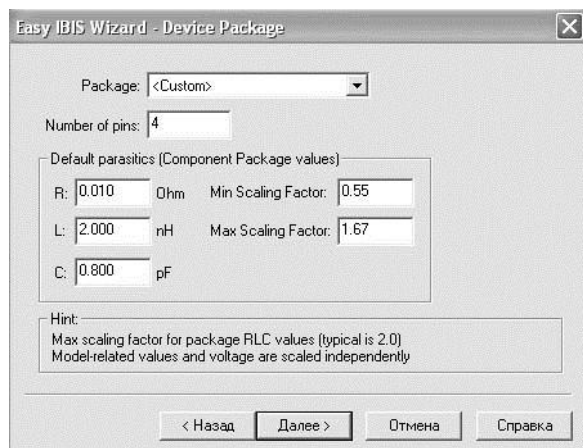 Easy IBIS Wizard - Device Package
Package: <Custom>
Number of pins: 4
Default parasitics (Component Package values)
R: 0.010 Ohm Min Scaling Factor: 0.55
L: 2.000 nH Max Scaling Factor: 1.67
C: 0.800 pF
Hint:
Max scaling factor for package RLC values (typical is 2.0)
Model-related values and voltage are scaled independently
< Назад Далее > Отмена Справка